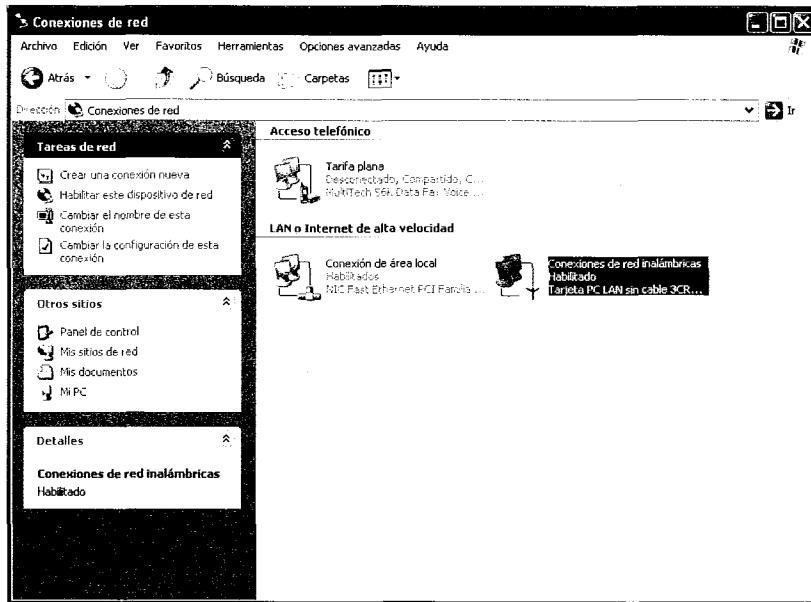 Conexiones de red
Archivo Edición Ver Favoritos Herramientas Opciones avanzadas Ayuda
Atrás Búsqueda Carpetas
Dirección Conexiones de red Ir
Tareas de red
Crear una conexión nueva
Habilitar este dispositivo de red
Cambiar el nombre de esta
conexión
Cambiar la configuración de esta
conexión
Otros sitios
Panel de control
Mis sitios de red
Mis documentos
Mi PC
Detalles
Conexiones de red inalámbricas
Habilitado
Acceso telefónico
Tarifa plana
Desconectado, Compartido, C...
MultiTech 56k Data Fax Voice ...
LAN o Internet de alta velocidad
Conexión de área local
Habilitados
NIC Fast Ethernet PCI Familia ...
Conexiones de red inalámbricas
Habilitado
Tarjeta PC LAN sin cable 3CR...